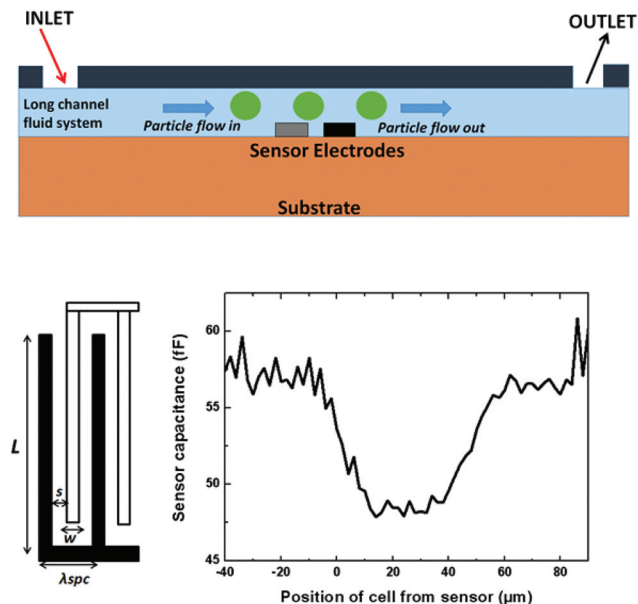 INLET
OUTLET
Long channel
fluid system
Particle flow in
Particle flow out
Sensor Electrodes
Substrate
L
s
w
λspc
Sensor capacitance (fF)
60
55
50
45
-40
-20
0
20
40
60
80
Position of cell from sensor (μm)